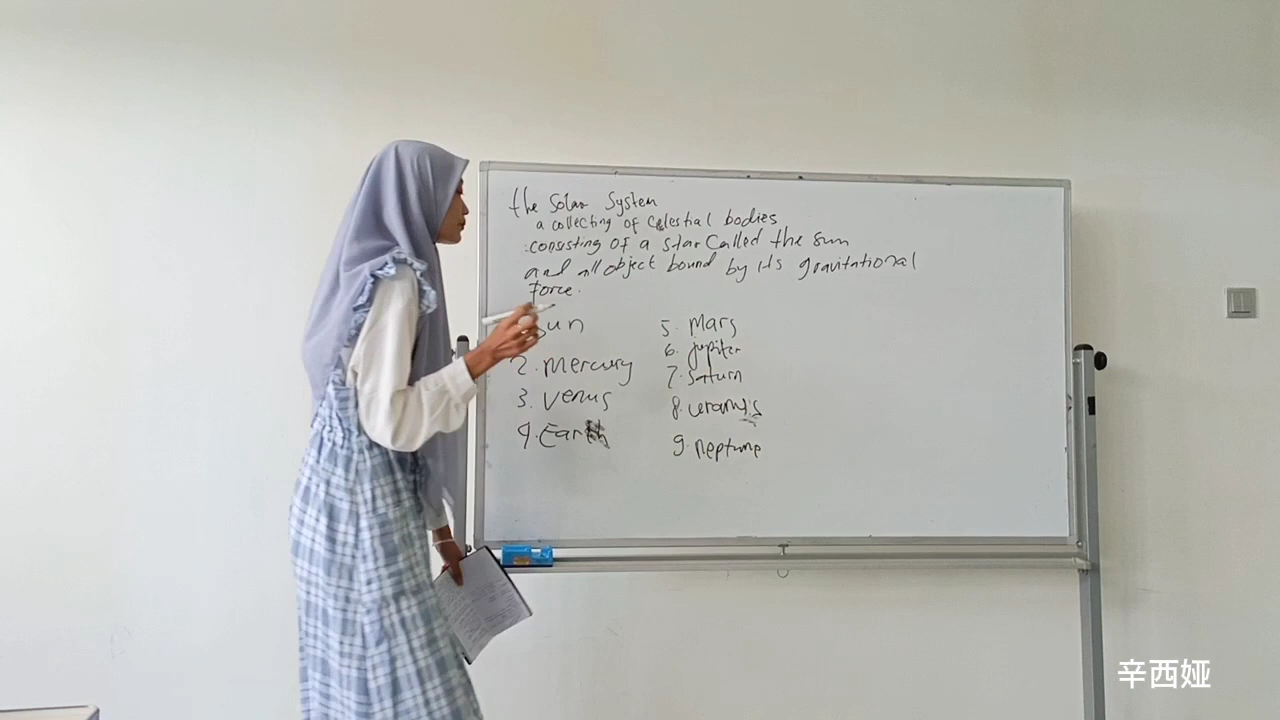 the Solar System
a collecting of celestial bodies
consisting of a star called the sun
and all object bound by its gravitational
force.
Sun
2. Mercury
3. Venus
4. Earth
5. Mars
6. Jupiter
7. Saturn
8. Uranus
9. Neptune
辛西娅